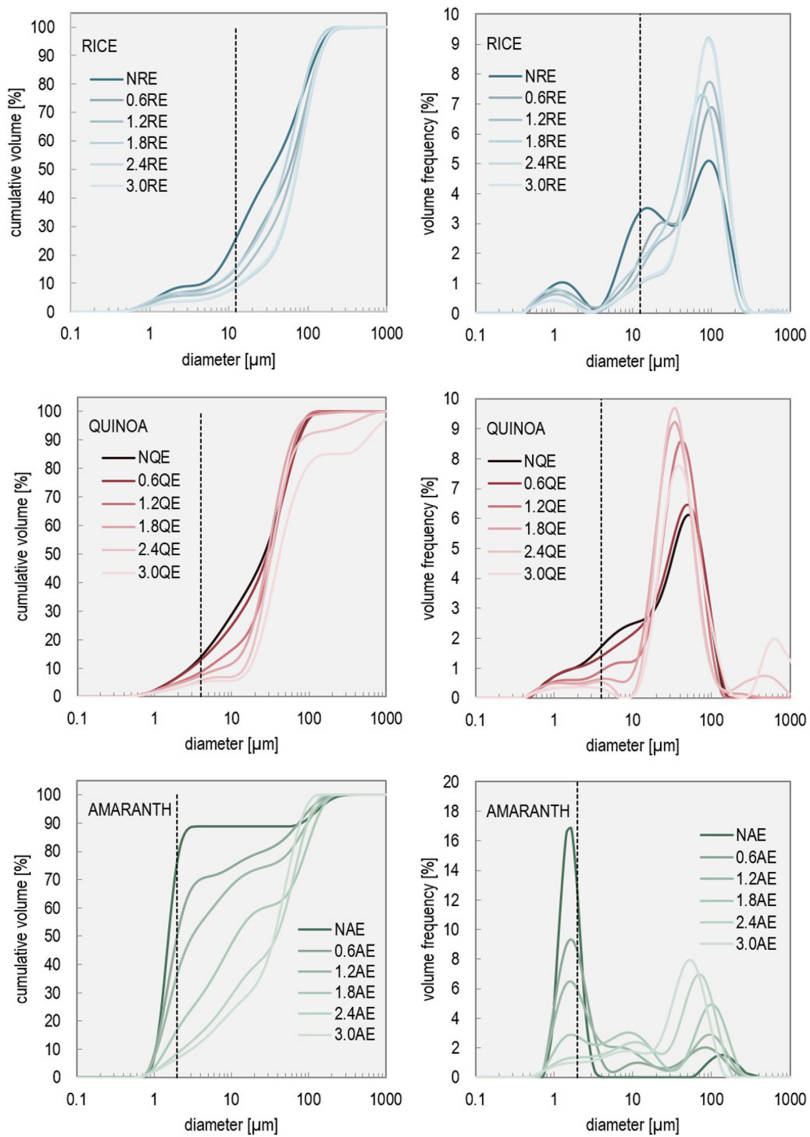 RICE
NRE
0.6RE
1.2RE
1.8RE
2.4RE
3.0RE
cumulative volume [%]
100
90
80
70
60
50
40
30
20
10
0
0.1 1 10 100 1000
diameter [µm]
RICE
NRE
0.6RE
1.2RE
1.8RE
2.4RE
3.0RE
volume frequency [%]
10
9
8
7
6
5
4
3
2
1
0
0.1 1 10 100 1000
diameter [µm]
QUINOA
NQE
0.6QE
1.2QE
1.8QE
2.4QE
3.0QE
cumulative volume [%]
100
90
80
70
60
50
40
30
20
10
0
0.1 1 10 100 1000
diameter [µm]
QUINOA
NQE
0.6QE
1.2QE
1.8QE
2.4QE
3.0QE
volume frequency [%]
10
9
8
7
6
5
4
3
2
1
0
0.1 1 10 100 1000
diameter [µm]
AMARANTH
NAE
0.6AE
1.2AE
1.8AE
2.4AE
3.0AE
cumulative volume [%]
100
90
80
70
60
50
40
30
20
10
0
0.1 1 10 100 1000
diameter [µm]
AMARANTH
NAE
0.6AE
1.2AE
1.8AE
2.4AE
3.0AE
volume frequency [%]
20
18
16
14
12
10
8
6
4
2
0
0.1 1 10 100 1000
diameter [µm]